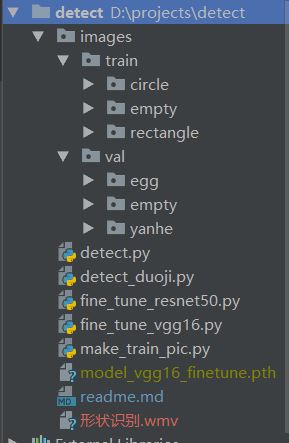 detect D:\projects\detect
images
train
circle
empty
rectangle
val
egg
empty
yanhe
detect.py
detect_duoji.py
fine_tune_resnet50.py
fine_tune_vgg16.py
make_train_pic.py
model_vgg16_finetune.pth
MD readme.md
形状识别.wmv
External Libraries